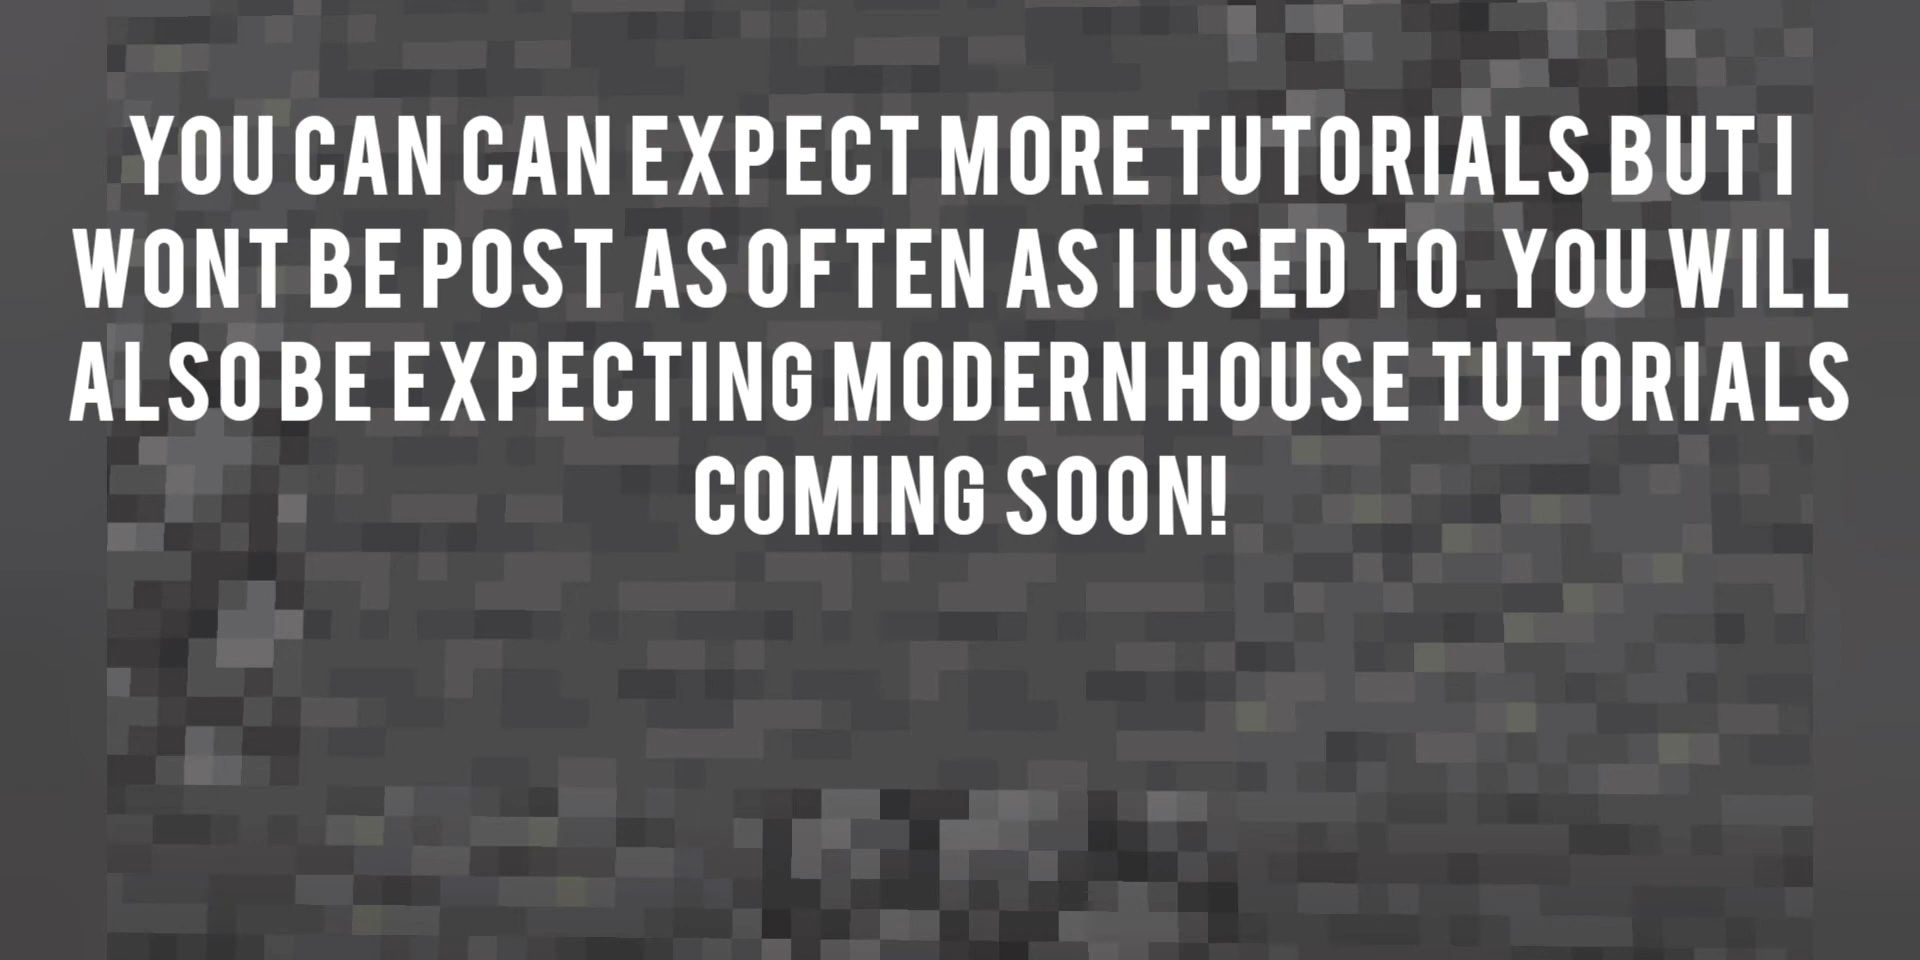 YOU CAN CAN EXPECT MORE TUTORIALS BUT I
WONT BE POST AS OFTEN AS I USED TO. YOU WILL
ALSO BE EXPECTING MODERN HOUSE TUTORIALS
COMING SOON!